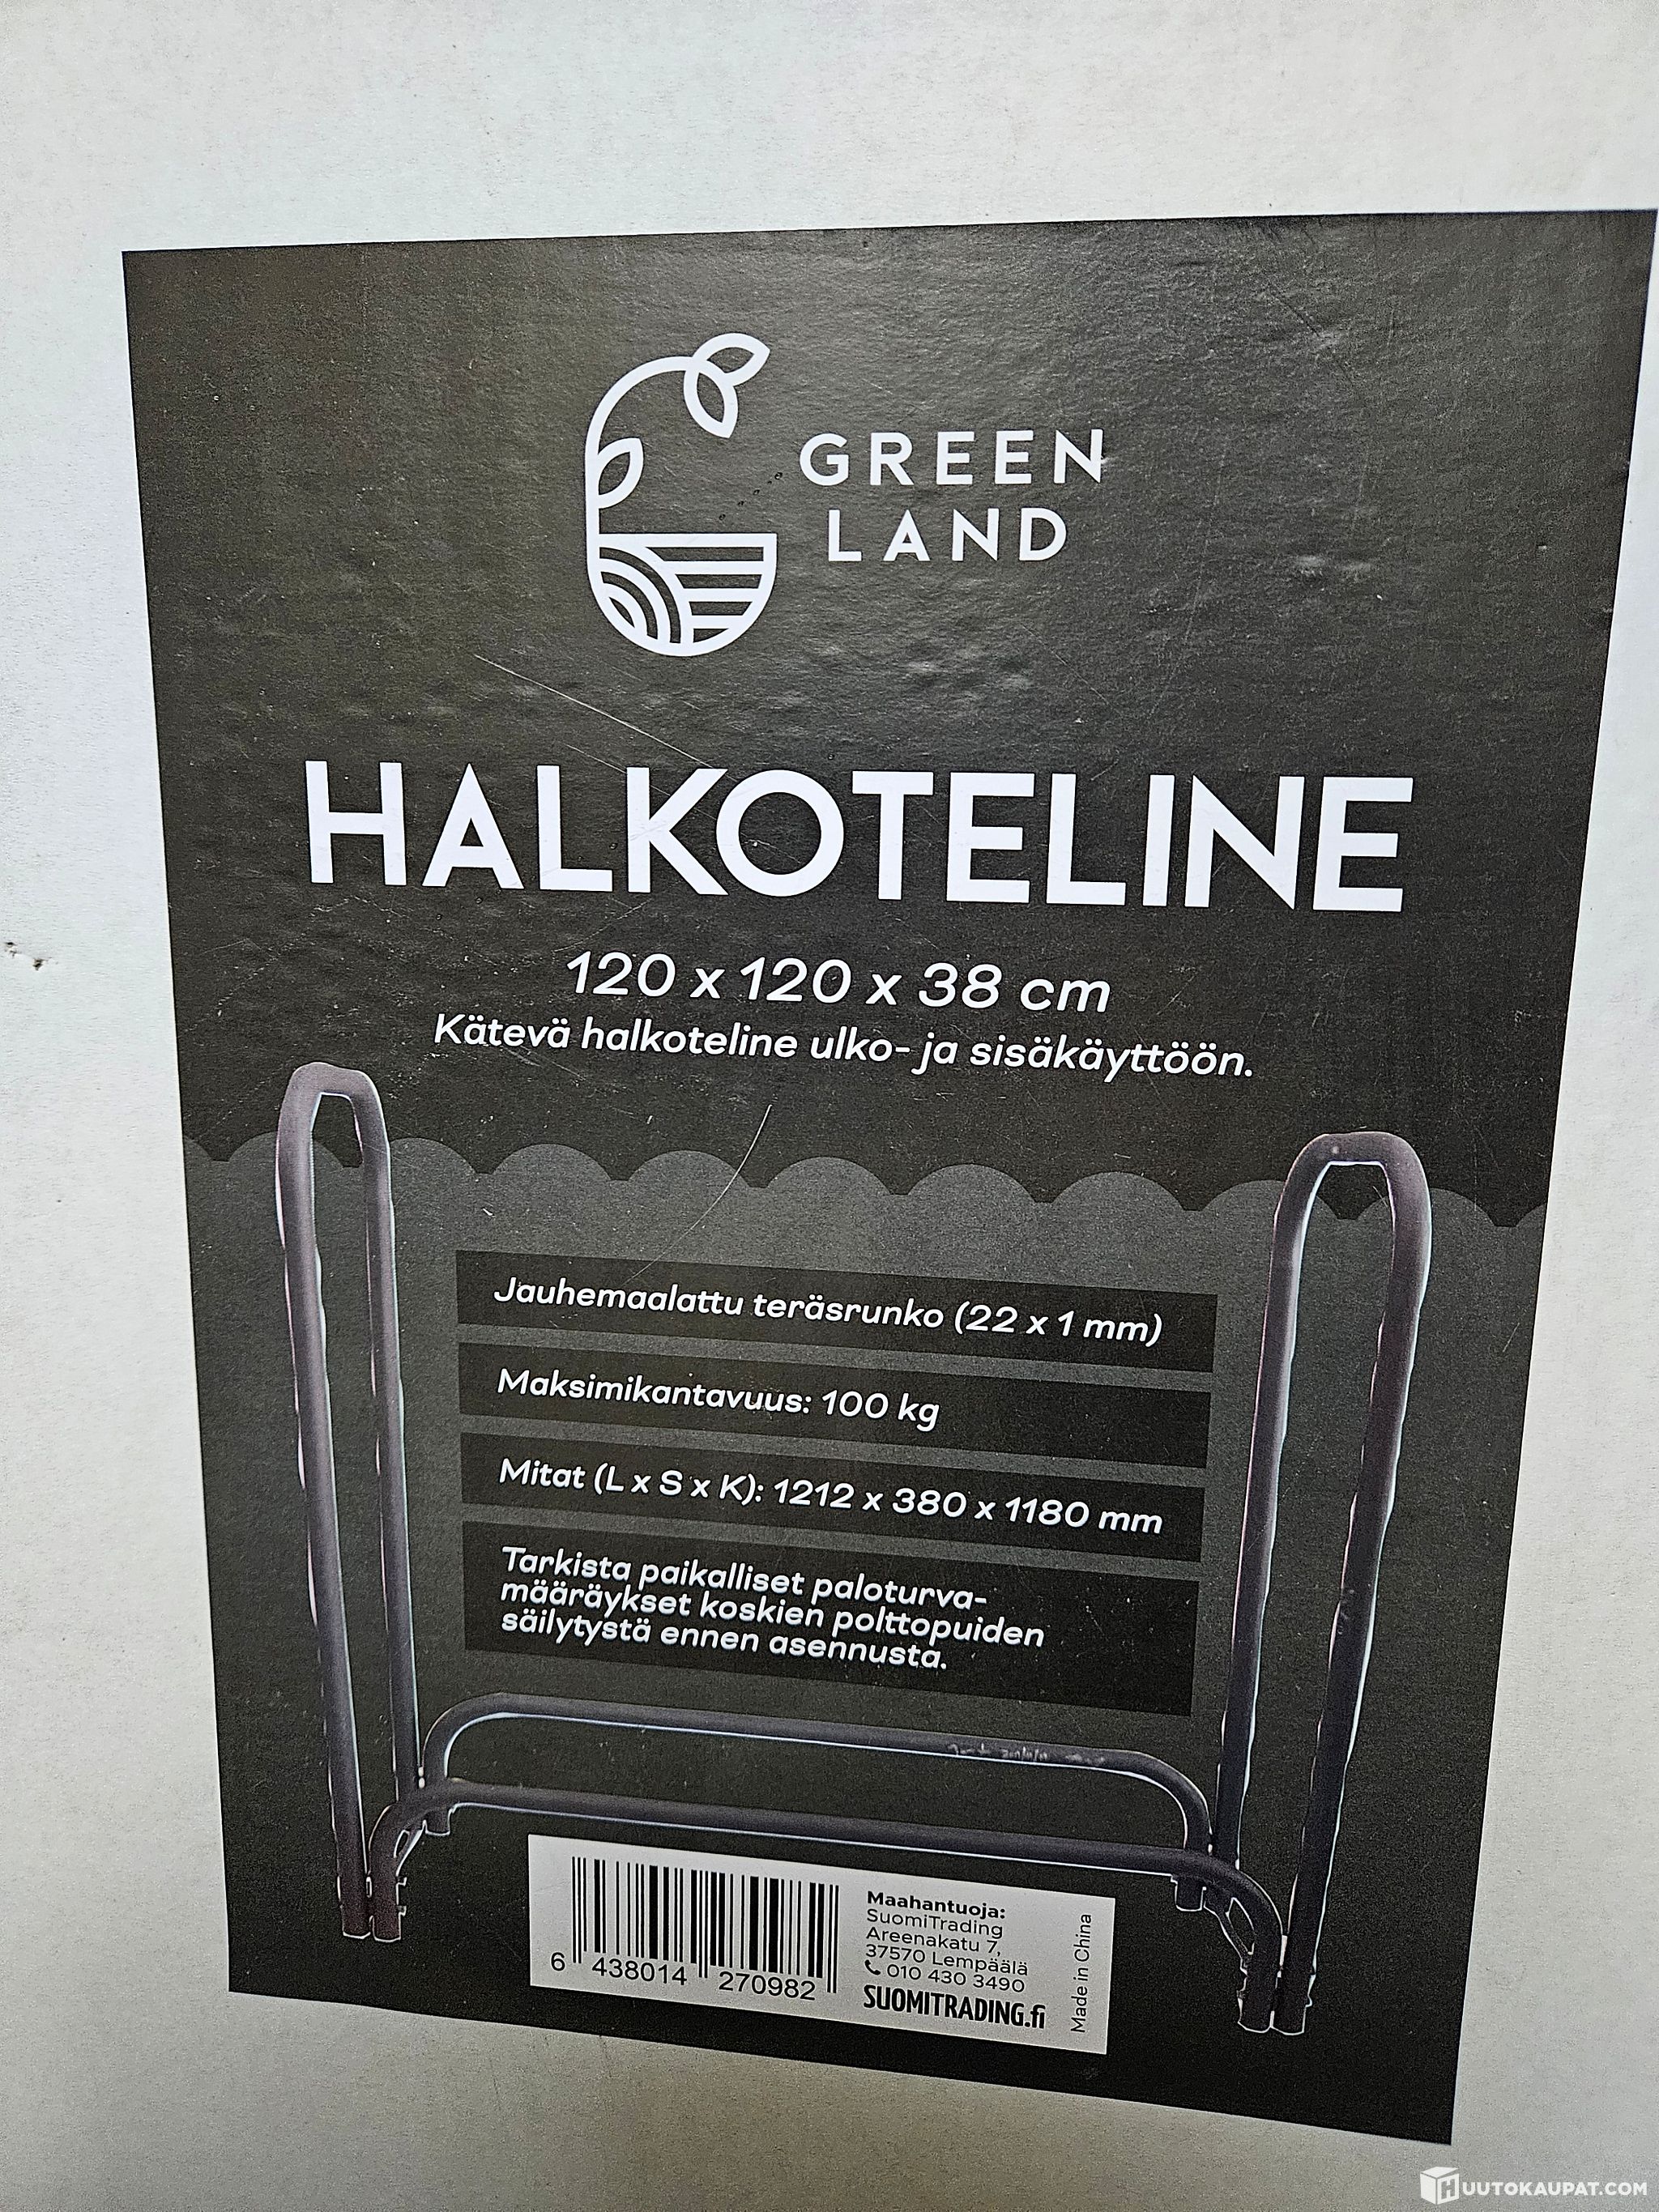 GREEN
LAND
HALKOTELINE
120 x 120 x 38 cm
Kätevä halkoteline ulko- ja sisäkäyttöön.
Jauhemaalattu teräsrunko (22 x 1 mm)
Maksimikantavuus: 100 kg
Mitat (L x S x K): 1212 x 380 x 1180 mm
Tarkista paikalliset paloturva-
määräykset koskien polttopuiden
säilytystä ennen asennusta.
6 438014 270982
Maahantuoja:
SuomiTrading
Areenakatu 7,
37570 Lempäälä
010 430 3490
SUOMITRADING.fi
Made in China
HUUTOKAUPAT.COM